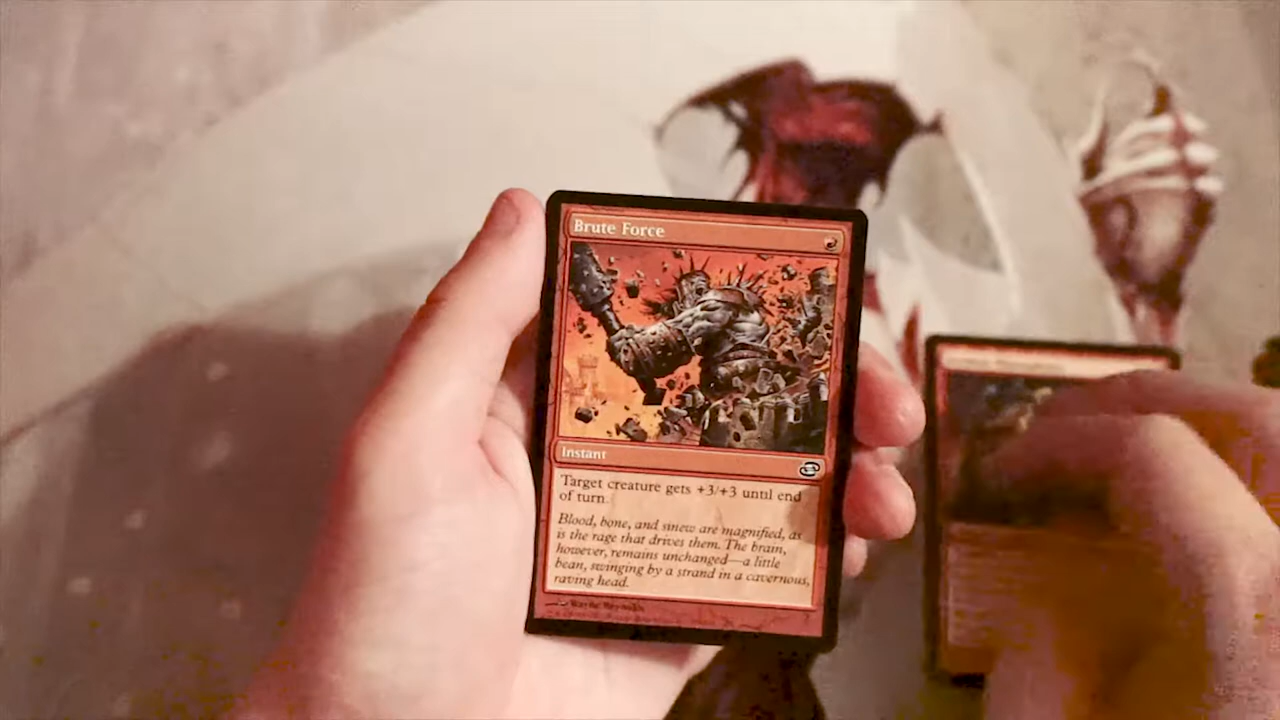 Brute Force
Instant
Target creature gets +3/+3 until end
of turn.
Blood, bone, and sinew are magnified, as
is the rage that drives them. The brain,
however, remains unchanged—a little
bean, swinging by a strand in a cavernous,
raving head.
Wayne Reynolds